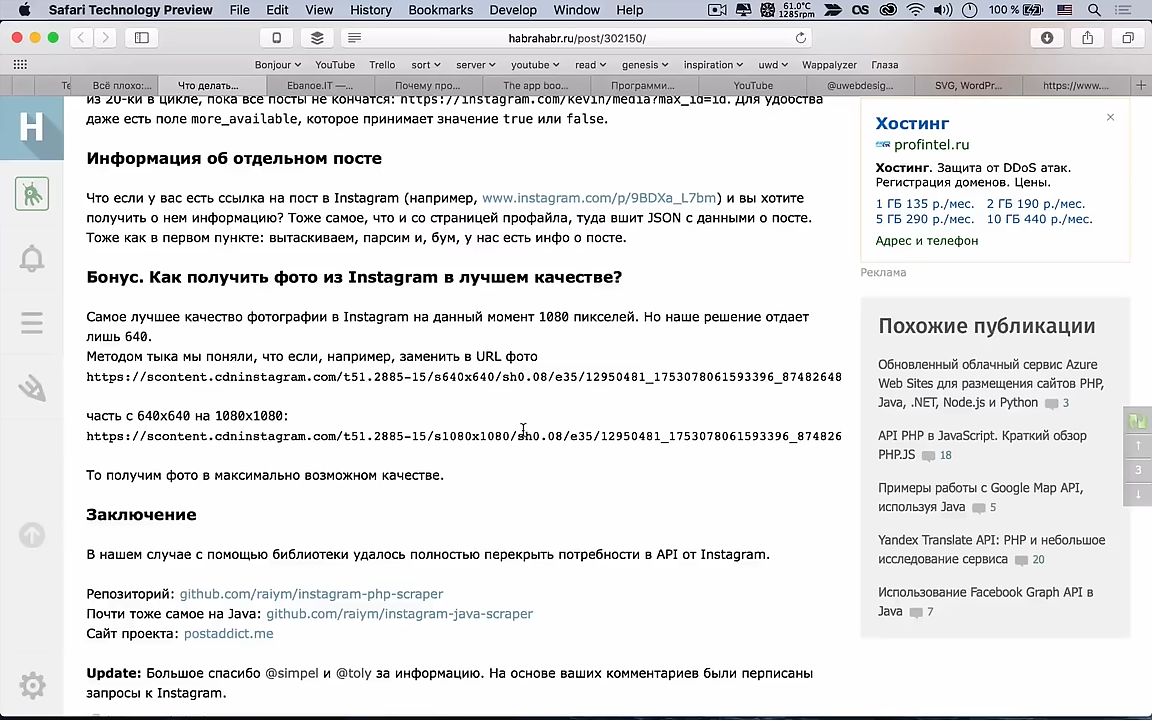 Safari Technology Preview File Edit View History Bookmarks Develop Window Help 61.0°C 1285rpm OS 100 %
habrahabr.ru/post/302150/
Bonjour YouTube Trello sort server youtube read genesis inspiration uwd Wappalyzer Глаза
Те Всё плохо:... Что делать... Ebanoe.IT —... Почему про... The app boo... Программи... YouTube @uwebdesig... SVG, WordPr... https://www....
из 20-ки в цикле, пока все посты не кончатся: https://instagram.com/kevin/media?max_id=id. Для удобства
даже есть поле more_available, которое принимает значение true или false.
Информация об отдельном посте
Что если у вас есть ссылка на пост в Instagram (например, www.instagram.com/p/9BDXa_L7bm) и вы хотите
получить о нем информацию? Тоже самое, что и со страницей профайла, туда вшит JSON с данными о посте.
Тоже как в первом пункте: вытаскиваем, парсим и, бум, у нас есть инфо о посте.
Бонус. Как получить фото из Instagram в лучшем качестве?
Самое лучшее качество фотографии в Instagram на данный момент 1080 пикселей. Но наше решение отдает
лишь 640.
Методом тыка мы поняли, что если, например, заменить в URL фото
https://scontent.cdninstagram.com/t51.2885-15/s640x640/sh0.08/e35/12950481_1753078061593396_87482648
часть с 640x640 на 1080x1080:
https://scontent.cdninstagram.com/t51.2885-15/s1080x1080/sh0.08/e35/12950481_1753078061593396_874826
То получим фото в максимально возможном качестве.
Заключение
В нашем случае с помощью библиотеки удалось полностью перекрыть потребности в API от Instagram.
Репозиторий: github.com/raiym/instagram-php-scraper
Почти тоже самое на Java: github.com/raiym/instagram-java-scraper
Сайт проекта: postaddict.me
Update: Большое спасибо @simpel и @toly за информацию. На основе ваших комментариев были перписаны
запросы к Instagram.
H
Хостинг
profintel.ru
Хостинг. Защита от DDoS атак.
Регистрация доменов. Цены.
1 ГБ 135 р./мес. 2 ГБ 190 р./мес.
5 ГБ 290 р./мес. 10 ГБ 440 р./мес.
Адрес и телефон
Реклама
Похожие публикации
Обновленный облачный сервис Azure
Web Sites для размещения сайтов PHP,
Java, .NET, Node.js и Python 3
API PHP в JavaScript. Краткий обзор
PHP.JS 18
Примеры работы с Google Map API,
используя Java 5
Yandex Translate API: PHP и небольшое
исследование сервиса 20
Использование Facebook Graph API в
Java 7
3